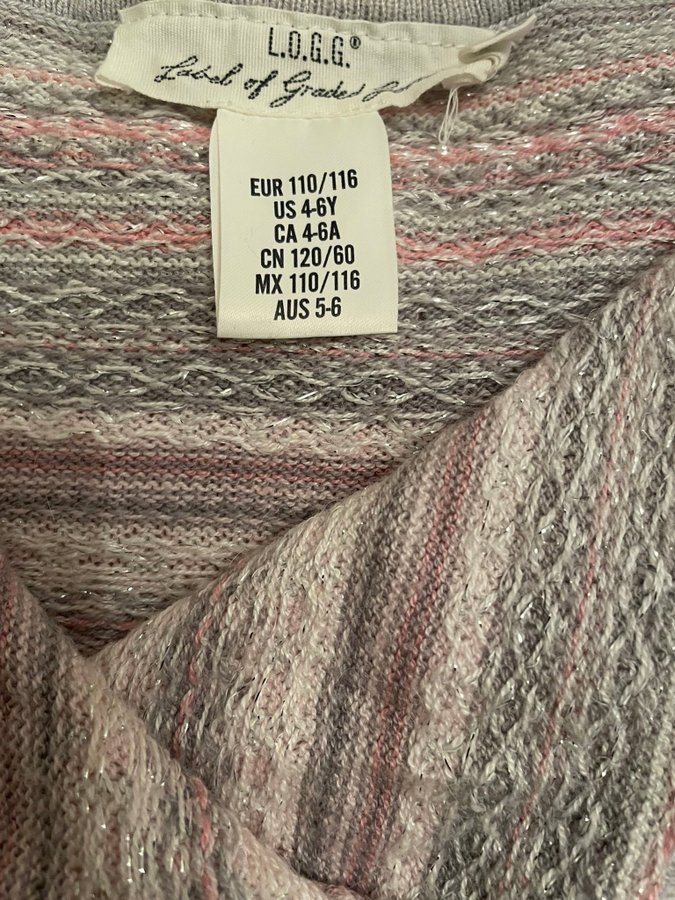 L.O.G.G.®
Label of Graded
EUR 110/116
US 4-6Y
CA 4-6A
CN 120/60
MX 110/116
AUS 5-6